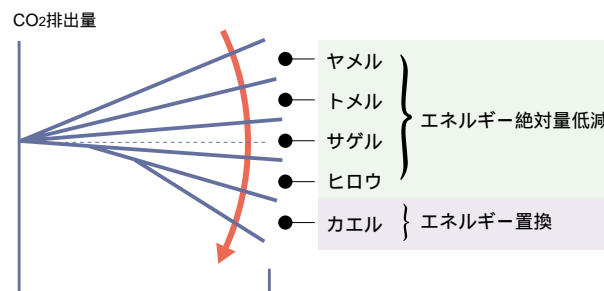 CO2排出量
ヤメル
トメル
サゲル
ヒロウ
エネルギー絶対量低減
カエル
エネルギー置換